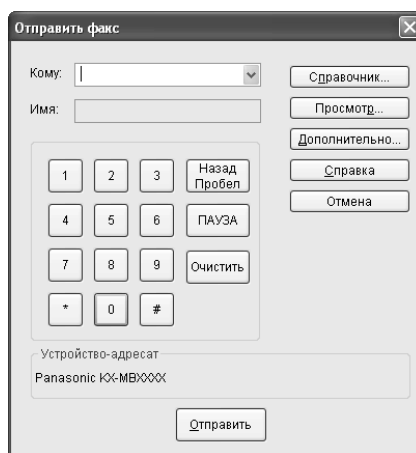 Отправить факс
Кому:
Справочник...
Имя:
Просмотр...
Дополнительно...
Справка
Отмена
1 2 3 Назад Пробел
4 5 6 ПАУЗА
7 8 9 Очистить
* 0 #
Устройство-адресат
Panasonic KX-MBXXXX
Отправить